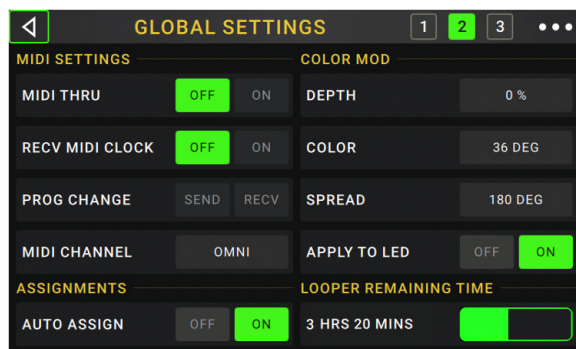 GLOBAL SETTINGS 1 2 3
MIDI SETTINGS
MIDI THRU OFF ON
RECV MIDI CLOCK OFF ON
PROG CHANGE SEND RECV
MIDI CHANNEL OMNI
ASSIGNMENTS
AUTO ASSIGN OFF ON
COLOR MOD
DEPTH 0 %
COLOR 36 DEG
SPREAD 180 DEG
APPLY TO LED OFF ON
LOOPER REMAINING TIME
3 HRS 20 MINS